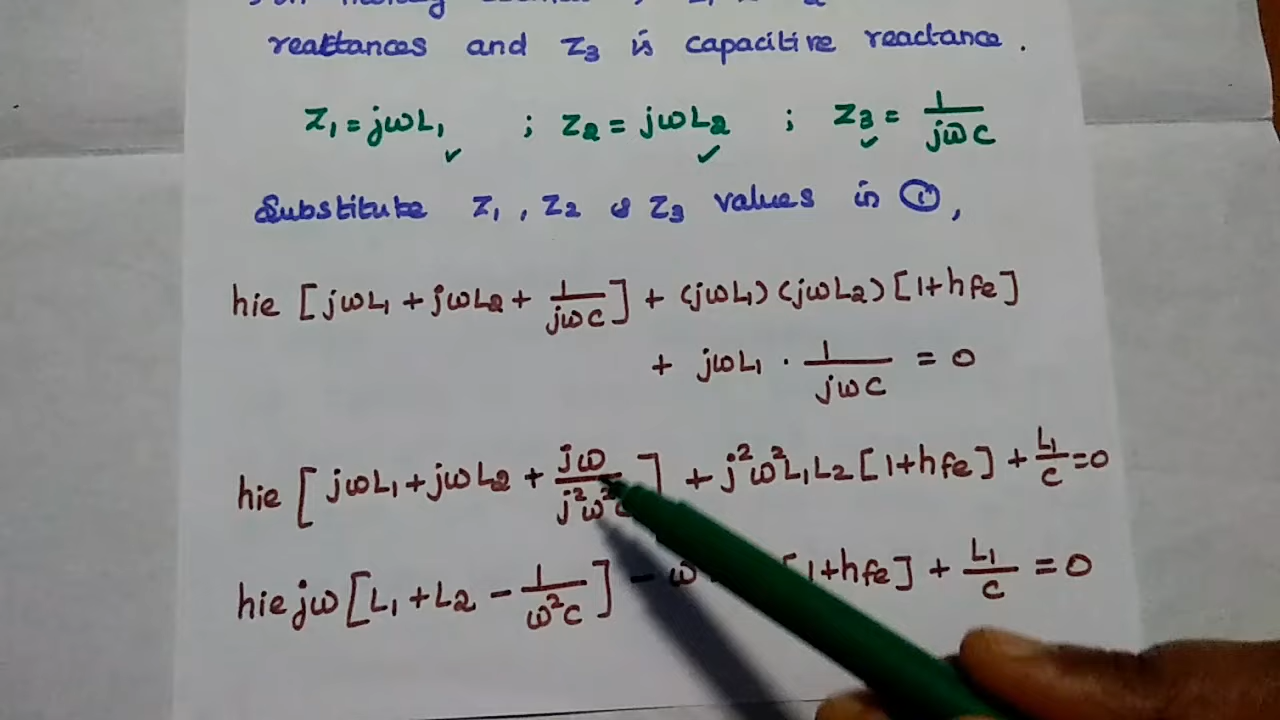 reactances and Z₃ is capacitive reactance.
Z₁ = jωL₁ ; Z₂ = jωL₂ ; Z₃ = 1/jωC
Substitute Z₁, Z₂ & Z₃ values in ①,
hie [jωL₁ + jωL₂ + 1/jωC] + (jωL₁)(jωL₂)[1+hfe]
+ jωL₁ · 1/jωC = 0
hie [jωL₁ + jωL₂ + jω/j²ω²C] + j²ω²L₁L₂[1+hfe] + L₁/C = 0
hie jω [L₁ + L₂ − 1/ω²C] − ω [1+hfe] + L₁/C = 0